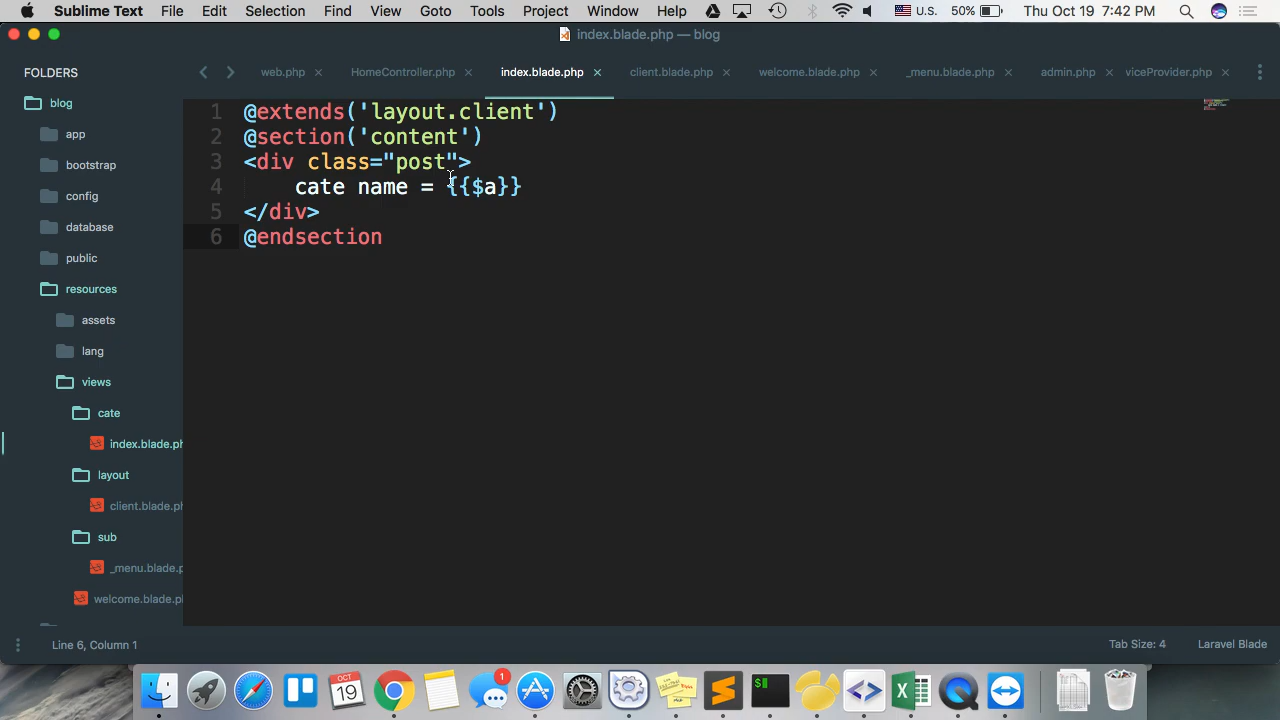 Sublime Text File Edit Selection Find View Goto Tools Project Window Help U.S. 50% Thu Oct 19 7:42 PM
index.blade.php — blog
FOLDERS
web.php × HomeController.php × index.blade.php × client.blade.php × welcome.blade.php × _menu.blade.php × admin.php × viceProvider.php ×
blog
app
bootstrap
config
database
public
resources
assets
lang
views
cate
index.blade.ph
layout
client.blade.ph
sub
_menu.blade.p
welcome.blade.ph
1 @extends('layout.client')
2 @section('content')
3 <div class="post">
4 cate name = {{$a}}
5 </div>
6 @endsection
Line 6, Column 1 Tab Size: 4 Laravel Blade
OCT
19
1
$